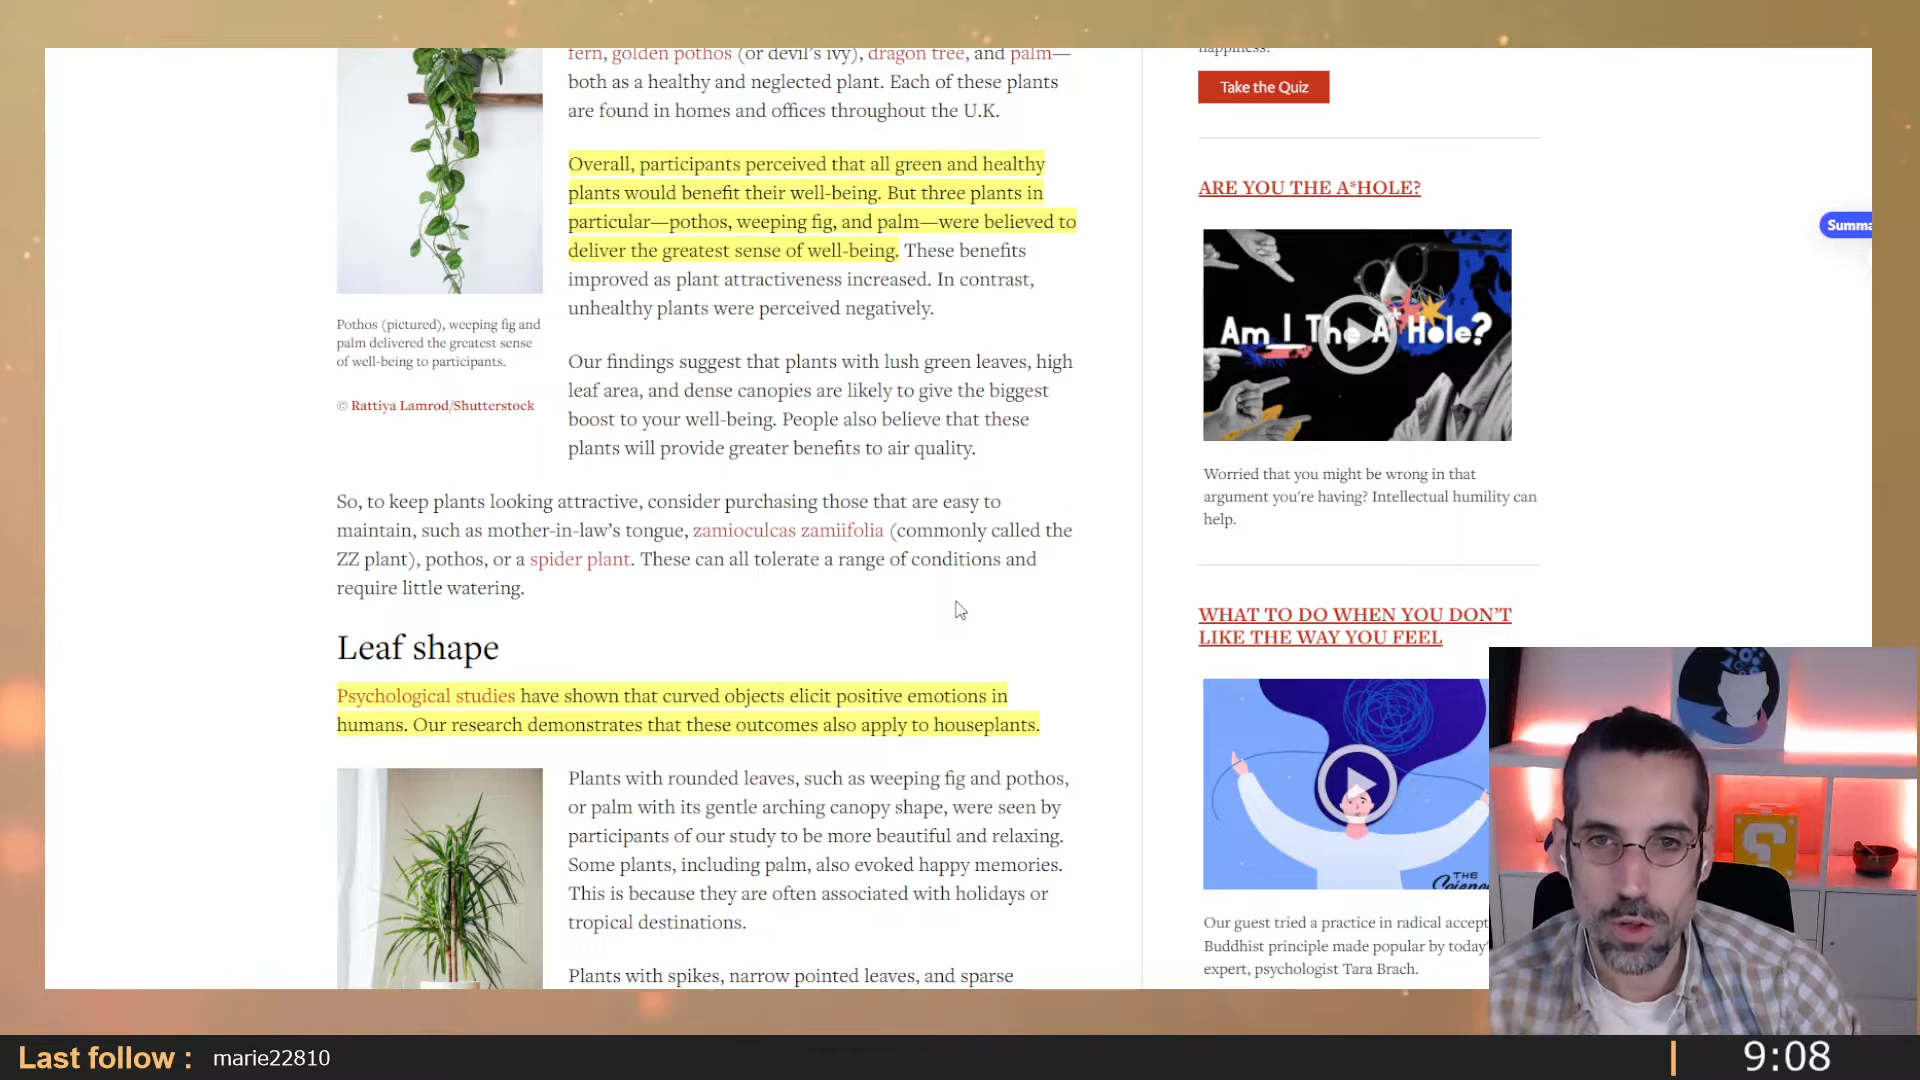 fern, golden pothos (or devil's ivy), dragon tree, and palm—
both as a healthy and neglected plant. Each of these plants
are found in homes and offices throughout the U.K.
Overall, participants perceived that all green and healthy
plants would benefit their well-being. But three plants in
particular—pothos, weeping fig, and palm—were believed to
deliver the greatest sense of well-being. These benefits
improved as plant attractiveness increased. In contrast,
unhealthy plants were perceived negatively.
Pothos (pictured), weeping fig and
palm delivered the greatest sense
of well-being to participants.
© Rattiya Lamrod/Shutterstock
Our findings suggest that plants with lush green leaves, high
leaf area, and dense canopies are likely to give the biggest
boost to your well-being. People also believe that these
plants will provide greater benefits to air quality.
So, to keep plants looking attractive, consider purchasing those that are easy to
maintain, such as mother-in-law's tongue, zamioculcas zamiifolia (commonly called the
ZZ plant), pothos, or a spider plant. These can all tolerate a range of conditions and
require little watering.
Leaf shape
Psychological studies have shown that curved objects elicit positive emotions in
humans. Our research demonstrates that these outcomes also apply to houseplants.
Plants with rounded leaves, such as weeping fig and pothos,
or palm with its gentle arching canopy shape, were seen by
participants of our study to be more beautiful and relaxing.
Some plants, including palm, also evoked happy memories.
This is because they are often associated with holidays or
tropical destinations.
Plants with spikes, narrow pointed leaves, and sparse
happiness?
Take the Quiz
ARE YOU THE A*HOLE?
Am I The A*Hole?
Worried that you might be wrong in that
argument you're having? Intellectual humility can
help.
WHAT TO DO WHEN YOU DON'T
LIKE THE WAY YOU FEEL
THE
Scien
Our guest tried a practice in radical accept
Buddhist principle made popular by today'
expert, psychologist Tara Brach.
Summa
Last follow : marie22810
9:08